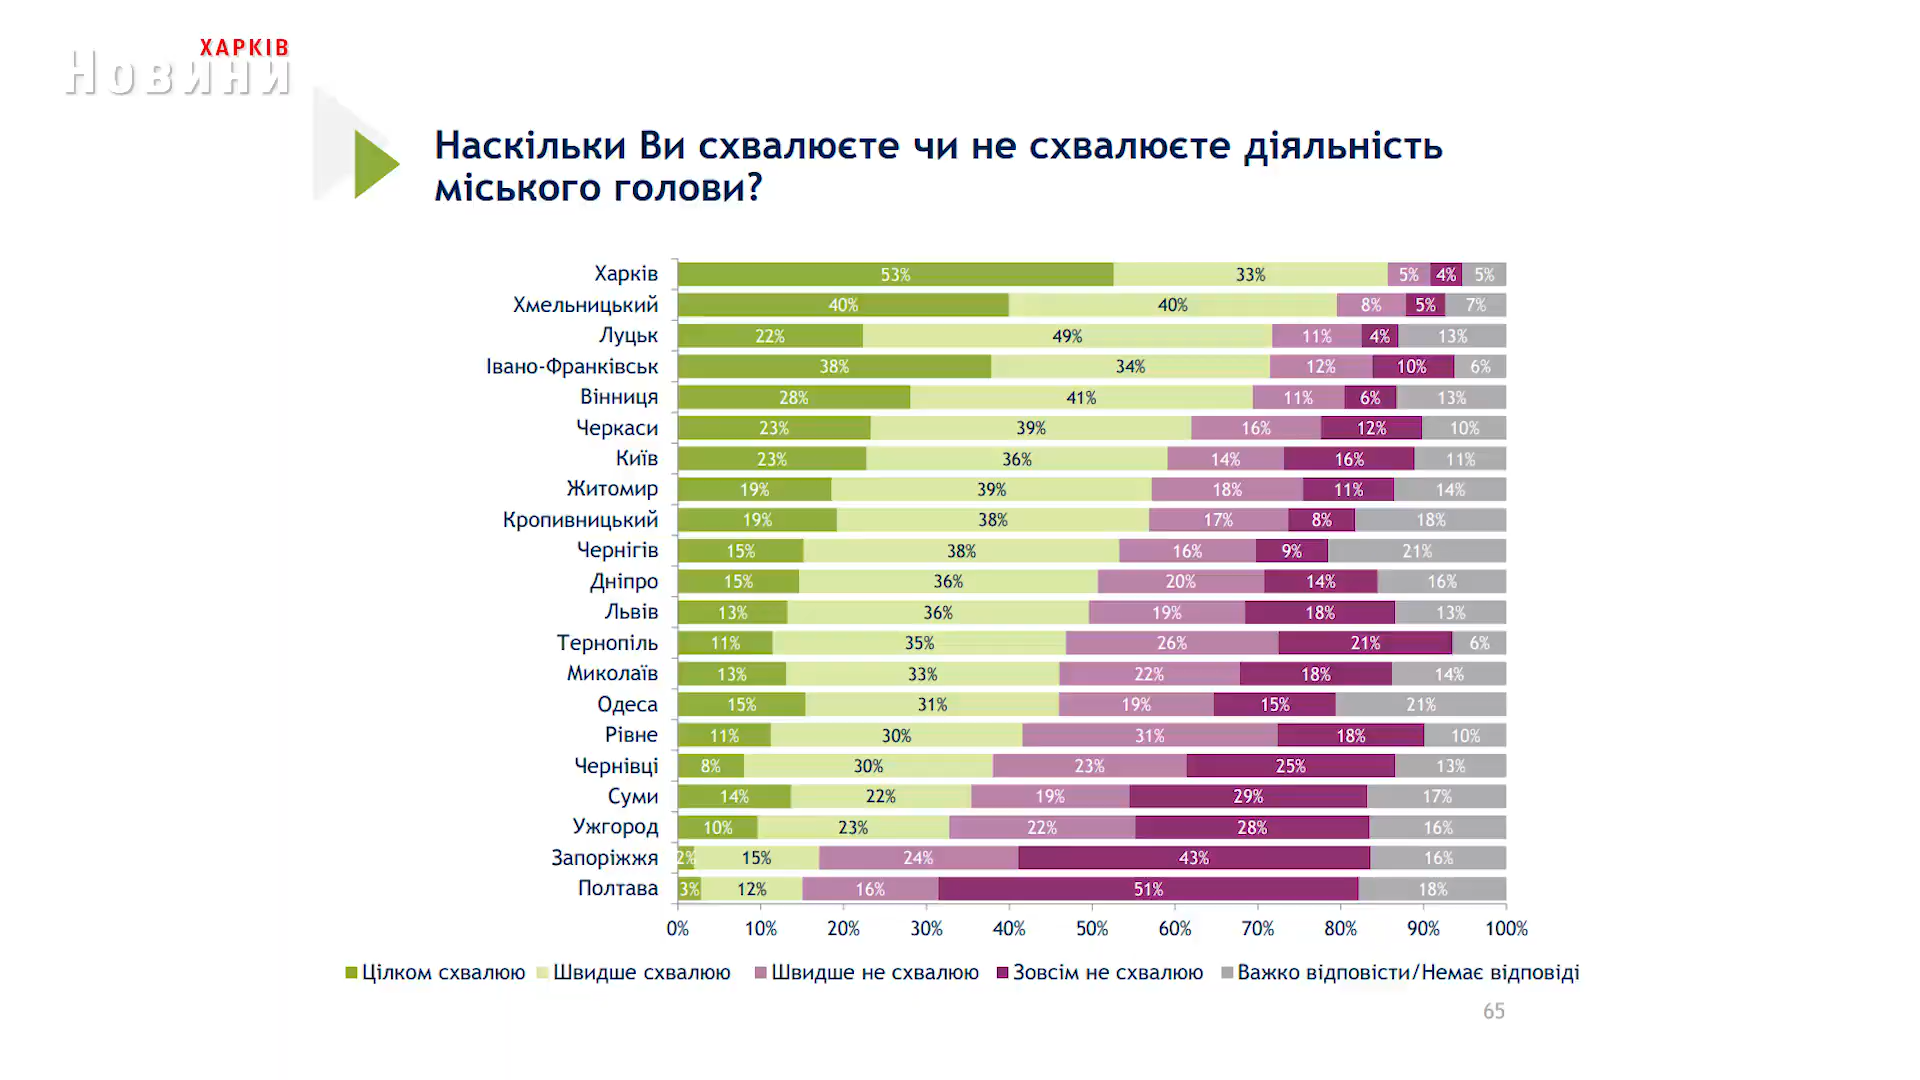 ХАРКІВ
Новини
Наскільки Ви схвалюєте чи не схвалюєте діяльність
міського голови?
Харків 53% 33% 5% 4% 5%
Хмельницький 40% 40% 8% 5% 7%
Луцьк 22% 49% 11% 4% 13%
Івано-Франківськ 38% 34% 12% 10% 6%
Вінниця 28% 41% 11% 6% 13%
Черкаси 23% 39% 16% 12% 10%
Київ 23% 36% 14% 16% 11%
Житомир 19% 39% 18% 11% 14%
Кропивницький 19% 38% 17% 8% 18%
Чернігів 15% 38% 16% 9% 21%
Дніпро 15% 36% 20% 14% 16%
Львів 13% 36% 19% 18% 13%
Тернопіль 11% 35% 26% 21% 6%
Миколаїв 13% 33% 22% 18% 14%
Одеса 15% 31% 19% 15% 21%
Рівне 11% 30% 31% 18% 10%
Чернівці 8% 30% 23% 25% 13%
Суми 14% 22% 19% 29% 17%
Ужгород 10% 23% 22% 28% 16%
Запоріжжя 2% 15% 24% 43% 16%
Полтава 3% 12% 16% 51% 18%
0% 10% 20% 30% 40% 50% 60% 70% 80% 90% 100%
Цілком схвалюю Швидше схвалюю Швидше не схвалюю Зовсім не схвалюю Важко відповісти/Немає відповіді
65